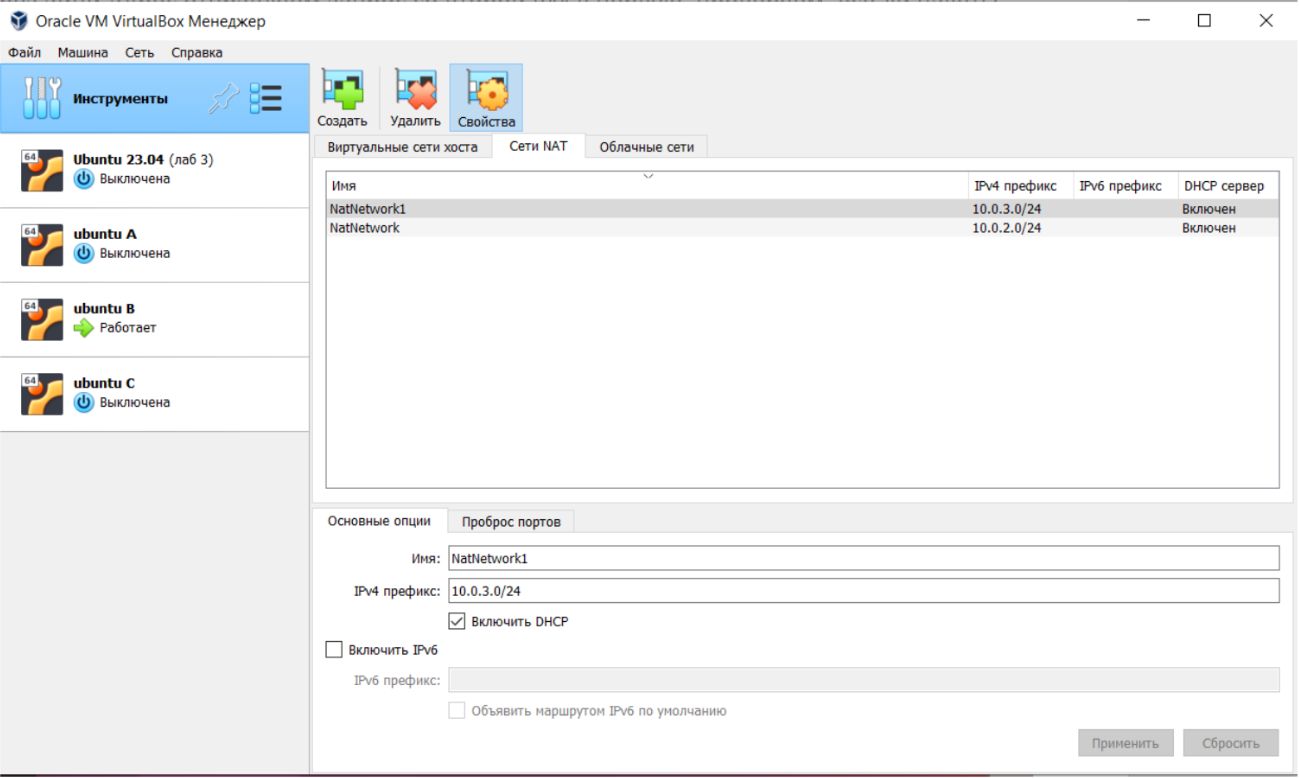 Oracle VM VirtualBox Менеджер
Файл Машина Сеть Справка
Инструменты
Создать Удалить Свойства
64
Ubuntu 23.04 (лаб 3)
Выключена
64
ubuntu A
Выключена
64
ubuntu B
Работает
64
ubuntu C
Выключена
Виртуальные сети хоста Сети NAT Облачные сети
Имя IPv4 префикс IPv6 префикс DHCP сервер
NatNetwork1 10.0.3.0/24 Включен
NatNetwork 10.0.2.0/24 Включен
Основные опции Проброс портов
Имя: NatNetwork1
IPv4 префикс: 10.0.3.0/24
Включить DHCP
Включить IPv6
IPv6 префикс:
Объявить маршрутом IPv6 по умолчанию
Применить Сбросить